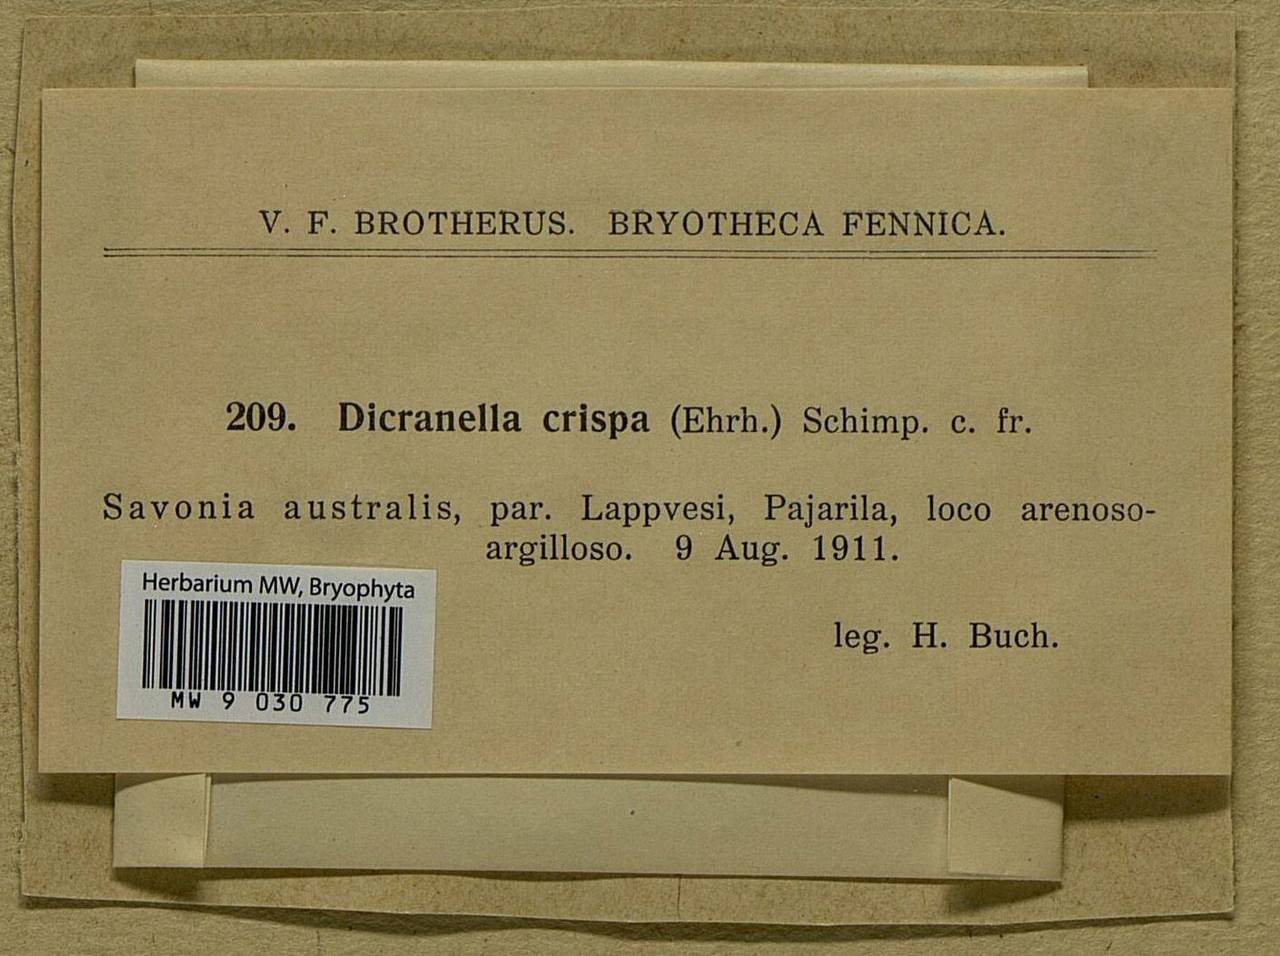 V. F. BROTHERUS. BRYOTHECA FENNICA.
209. Dicranella crispa (Ehrh.) Schimp. c. fr.
Savonia australis, par. Lappvesi, Pajarila, loco arenoso-
argilloso. 9 Aug. 1911.
leg. H. Buch.
Herbarium MW, Bryophyta
MW 9 030 775